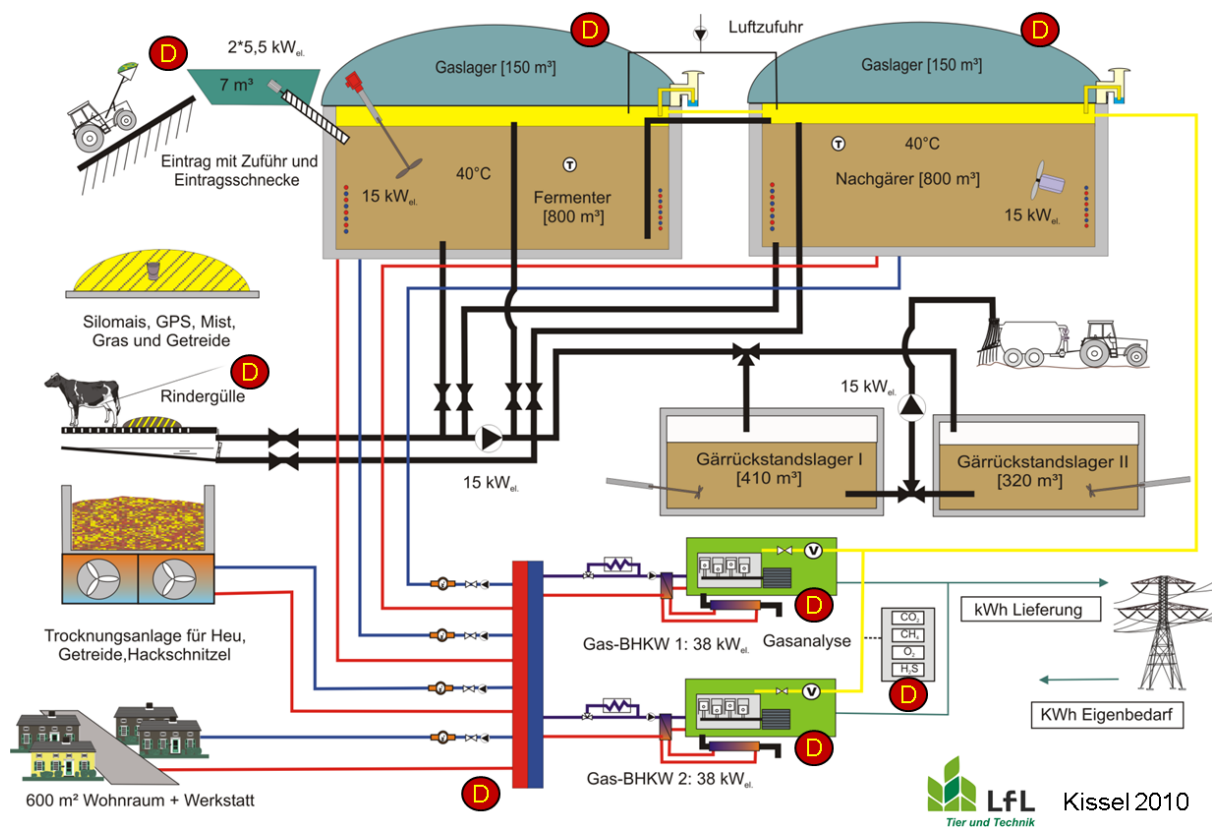 D
2*5,5 kWel.
7 m³
Eintrag mit Zuführ und
Eintragsschnecke
Gaslager [150 m³]
D
Luftzufuhr
Gaslager [150 m³]
D
15 kWel.
40°C
T
Fermenter
[800 m³]
T
40°C
Nachgärer [800 m³]
15 kWel.
Silomais, GPS, Mist,
Gras und Getreide
D
Rindergülle
15 kWel.
15 kWel.
Gärrückstandslager I
[410 m³]
Gärrückstandslager II
[320 m³]
Trocknungsanlage für Heu,
Getreide,Hackschnitzel
600 m² Wohnraum + Werkstatt
D
V
D
Gas-BHKW 1: 38 kWel.
Gasanalyse
CO2
CH4
O2
H2S
D
V
D
Gas-BHKW 2: 38 kWel.
kWh Lieferung
KWh Eigenbedarf
LfL
Tier und Technik
Kissel 2010